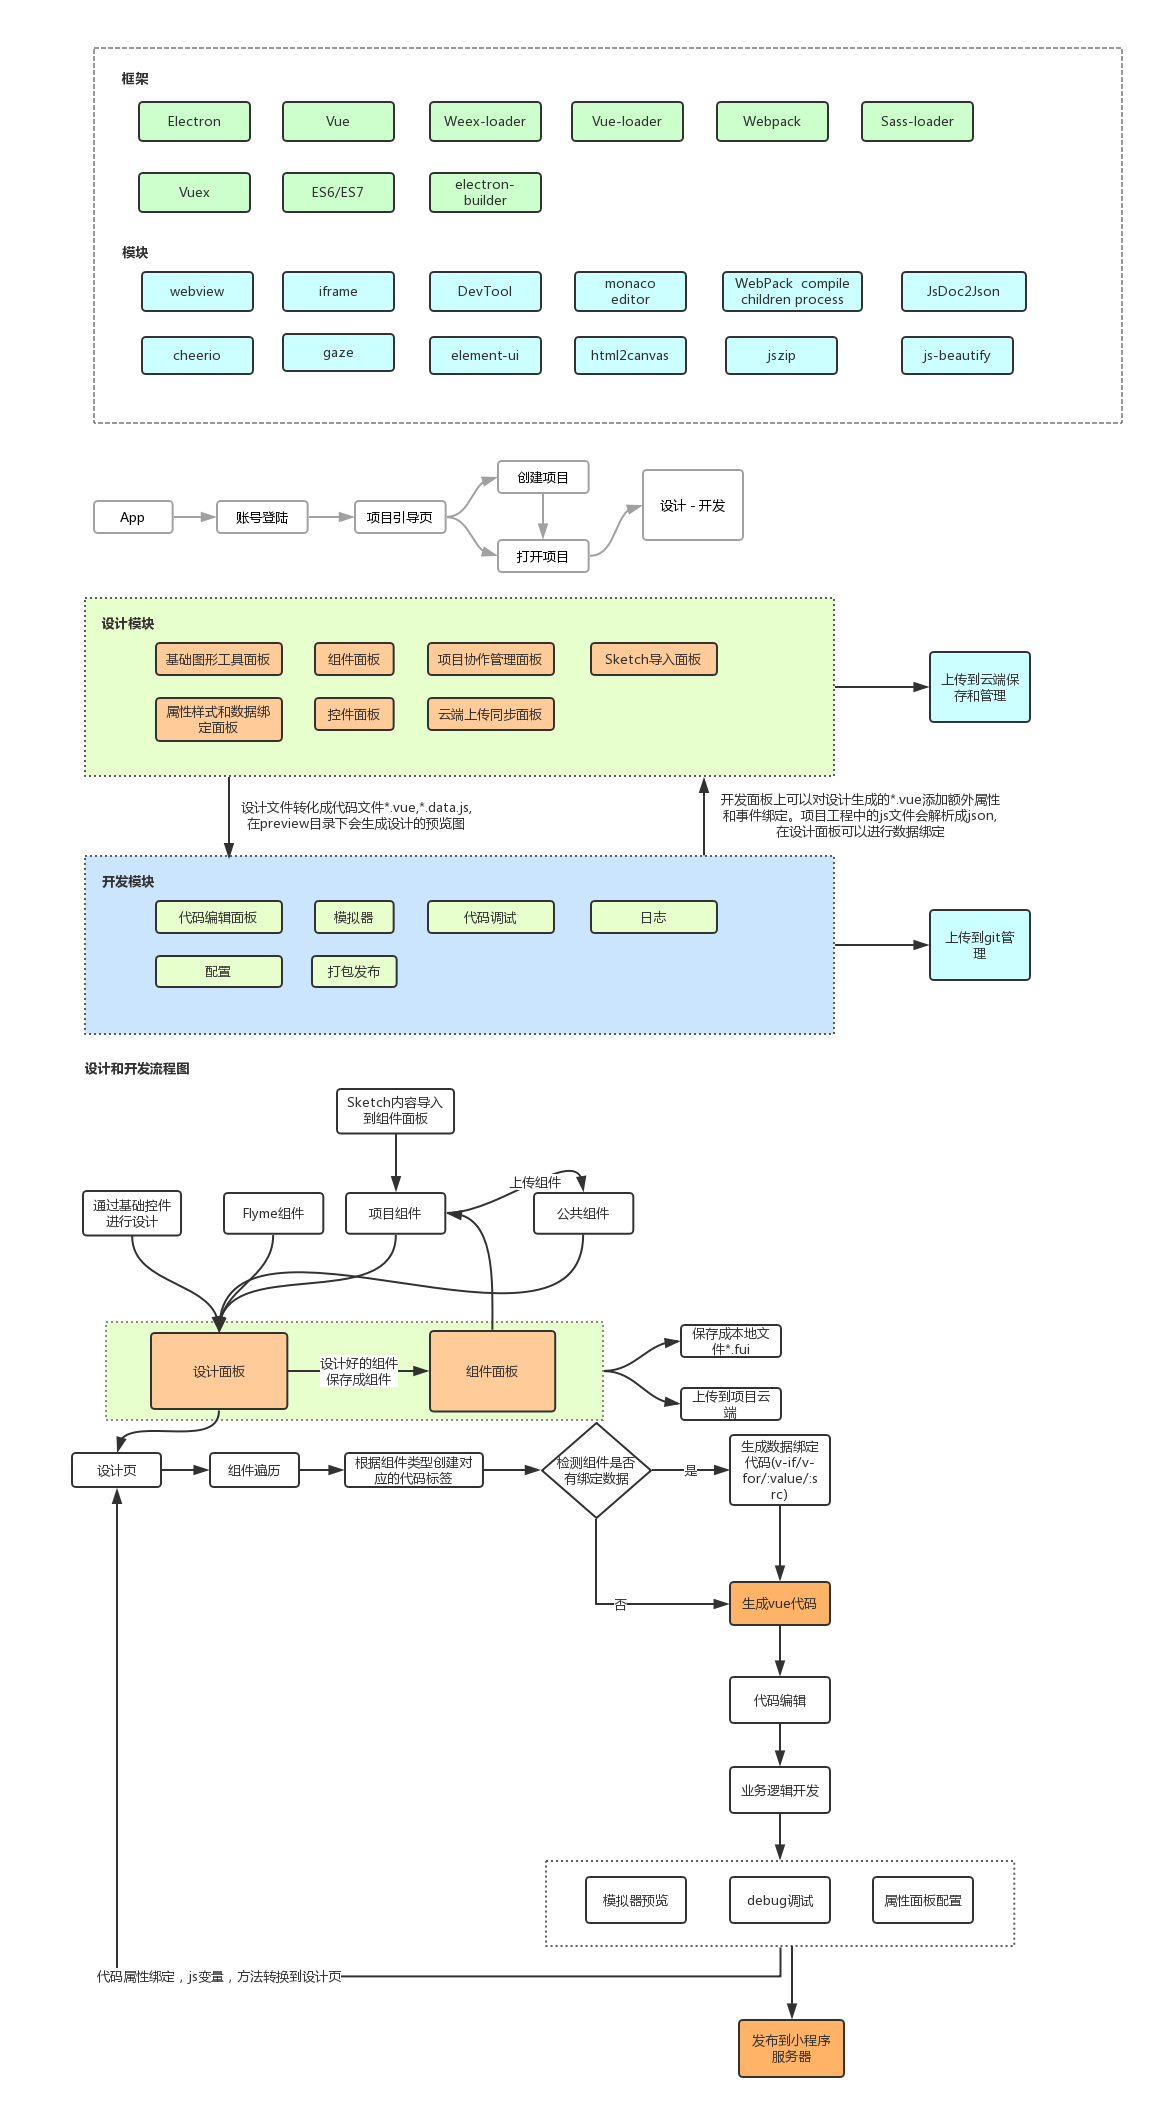 框架
Electron
Vue
Weex-loader
Vue-loader
Webpack
Sass-loader
Vuex
ES6/ES7
electron-
builder
模块
webview
iframe
DevTool
monaco
editor
WebPack  compile
children process
JsDoc2Json
cheerio
gaze
element-ui
html2canvas
jszip
js-beautify
App
账号登陆
项目引导页
创建项目
打开项目
设计 - 开发
设计模块
基础图形工具面板
组件面板
项目协作管理面板
Sketch导入面板
属性样式和数据绑
定面板
控件面板
云端上传同步面板
上传到云端保
存和管理
设计文件转化成代码文件*.vue,*.data.js,
在preview目录下会生成设计的预览图
开发面板上可以对设计生成的*.vue添加额外属性
和事件绑定。项目工程中的js文件会解析成json,
在设计面板可以进行数据绑定
开发模块
代码编辑面板
模拟器
代码调试
日志
配置
打包发布
上传到git管
理
设计和开发流程图
Sketch内容导入
到组件面板
上传组件
通过基础控件
进行设计
Flyme组件
项目组件
公共组件
设计面板
设计好的组件
保存成组件
组件面板
保存成本地文
件*.fui
上传到项目云
端
设计页
组件遍历
根据组件类型创建对
应的代码标签
检测组件是否
有绑定数据
是
生成数据绑定
代码(v-if/v-
for/:value/:s
rc)
否
生成vue代码
代码编辑
业务逻辑开发
模拟器预览
debug调试
属性面板配置
代码属性绑定，js变量，方法转换到设计页
发布到小程序
服务器